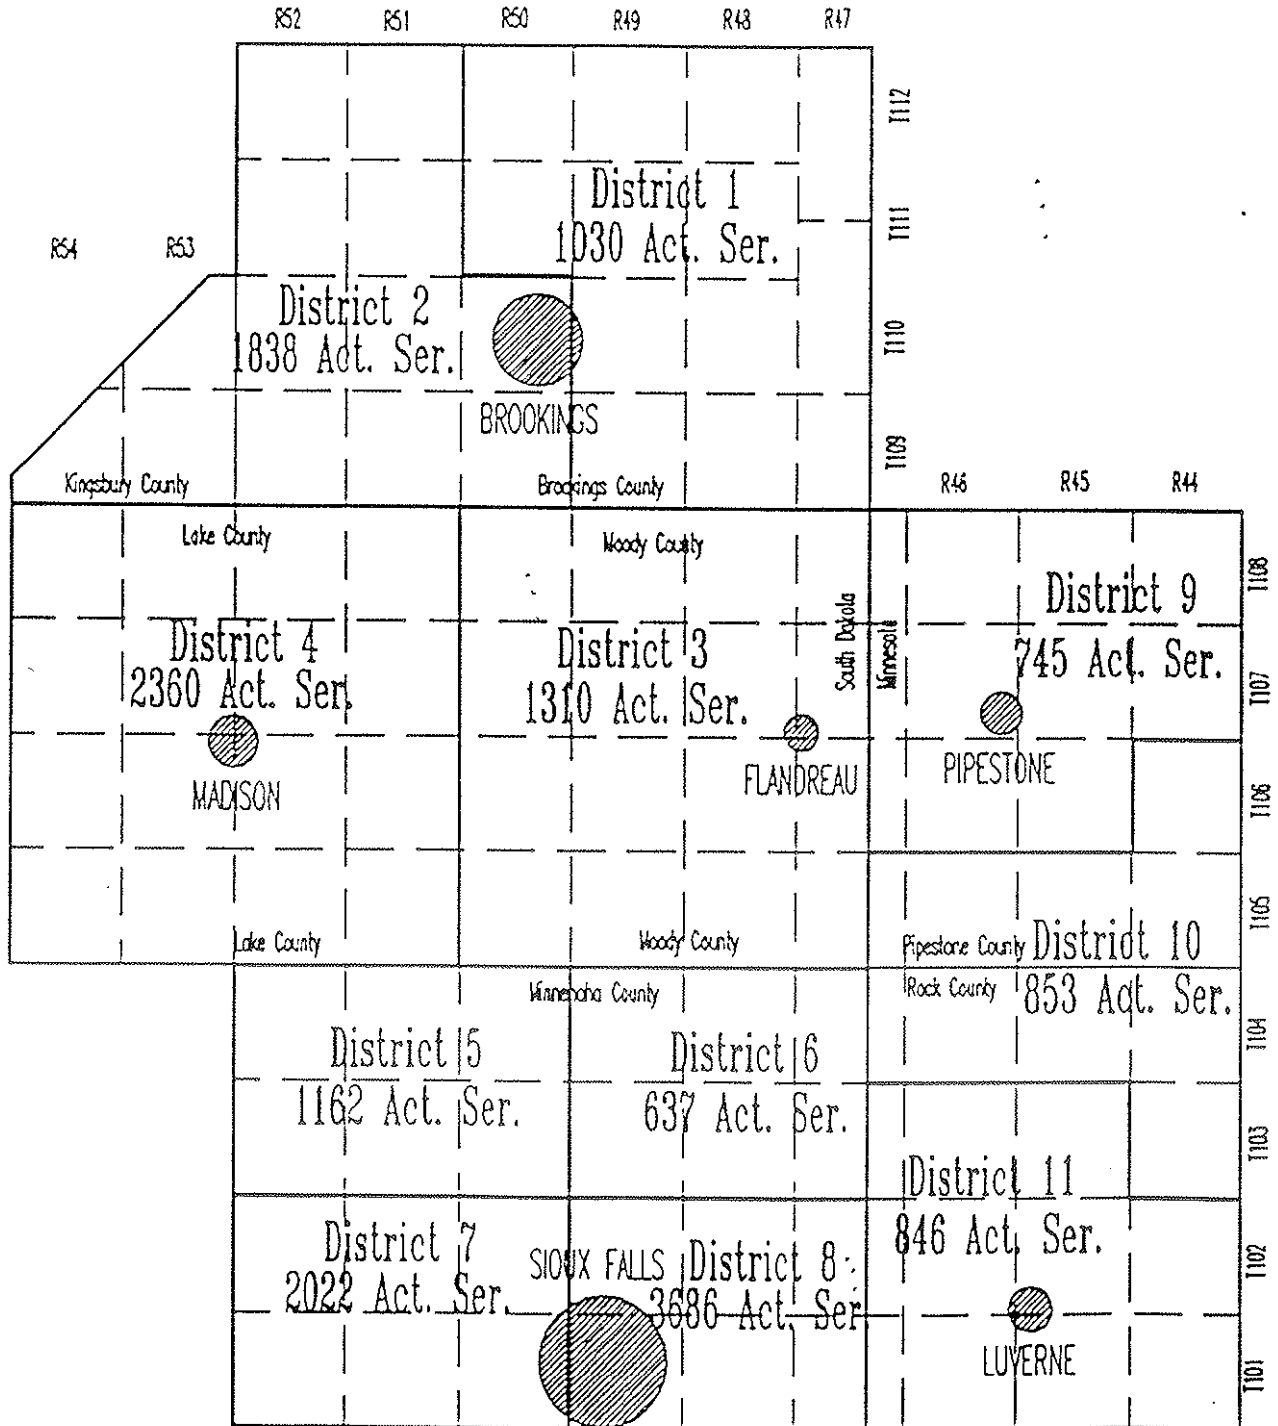 R52 R51 R50 R49 R48 R47
T112
District 1
1030 Act. Ser.
T111
R54 R53
District 2
1838 Act. Ser.
T110
BROOKINGS
T109
Kingsbury County
Brookings County
R46 R45 R44
Lake County
Moody County
T108
District 9
745 Act. Ser.
South Dakota
Minnesota
District 4
2360 Act. Ser.
District 3
1310 Act. Ser.
T107
MADISON
FLANDREAU
PIPESTONE
T106
T105
Lake County
Moody County
Pipestone County
District 10
853 Act. Ser.
Minnehaha County
Rock County
T104
District 5
1162 Act. Ser.
District 6
637 Act. Ser.
T103
District 11
846 Act. Ser.
District 7
2022 Act. Ser.
SIOUX FALLS
District 8
3686 Act. Ser
T102
LUVERNE
T101